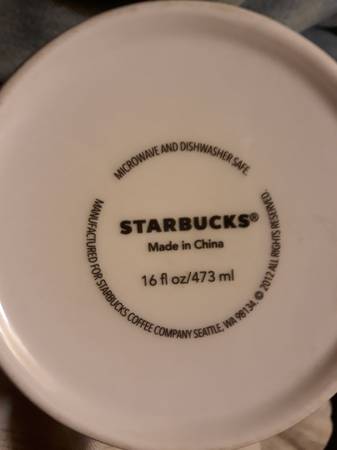 MICROWAVE AND DISHWASHER SAFE.
STARBUCKS®
Made in China
16 fl oz/473 ml
MANUFACTURED FOR STARBUCKS COFFEE COMPANY SEATTLE, WA 98134. © 2012 ALL RIGHTS RESERVED.